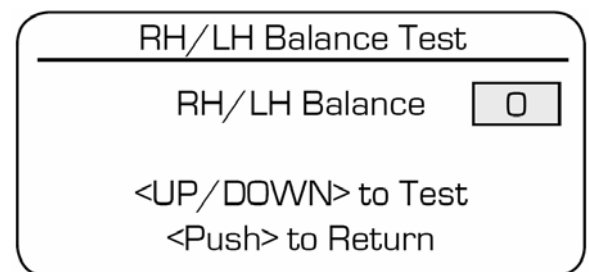 RH/LH Balance Test
RH/LH Balance 0
<UP/DOWN> to Test
<Push> to Return